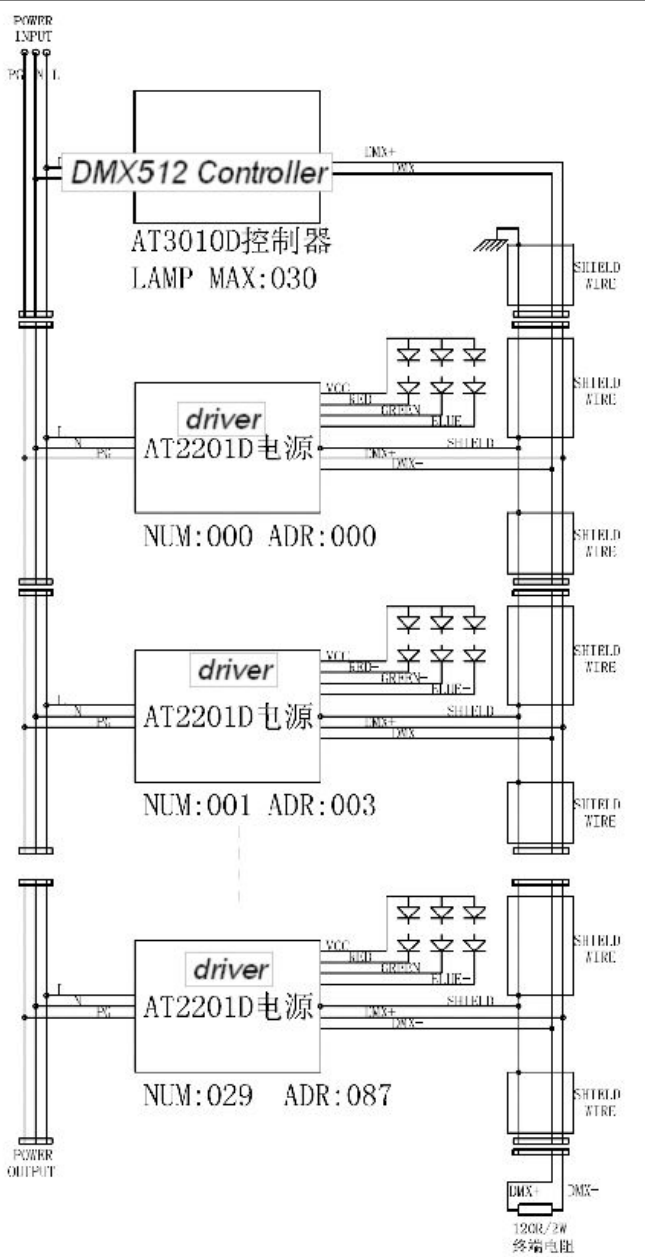 POWER
INPUT
PG N L
L
DMX512 Controller
DMX+
DMX
AT3010D控制器
LAMP MAX:030
SHIELD
WIRE
SHIELD
WIRE
VCC
RED
GREEN
BLUE
driver
AT2201D电源
L
N
PG
SHIELD
DMX+
DMX-
NUM:000 ADR:000
SHIELD
WIRE
SHIELD
WIRE
VCC
RED-
GREEN-
BLUE-
driver
AT2201D电源
L
N
PG
SHIELD
DMX+
DMX
NUM:001 ADR:003
SHIELD
WIRE
SHIELD
WIRE
VCC
RED
GREEN
BLUE-
driver
AT2201D电源
L
N
PG
SHIELD
DMX+
DMX-
NUM:029 ADR:087
SHIELD
WIRE
POWER
OUTPUT
DMX+ DMX-
120R/2W
终端电阻